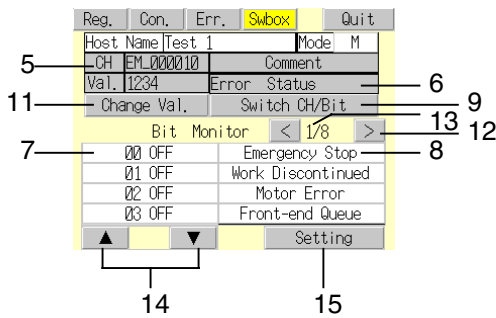 Reg. Con. Err. Swbox Quit
Host Name Test 1 Mode M
5 CH EM_000010 Comment
Val. 1234 Error Status 6
11 Change Val. Switch CH/Bit 9
Bit Monitor < 1/8 > 13 12
7 00 OFF Emergency Stop 8
01 OFF Work Discontinued
02 OFF Motor Error
03 OFF Front-end Queue
▲ ▼ Setting
14 15